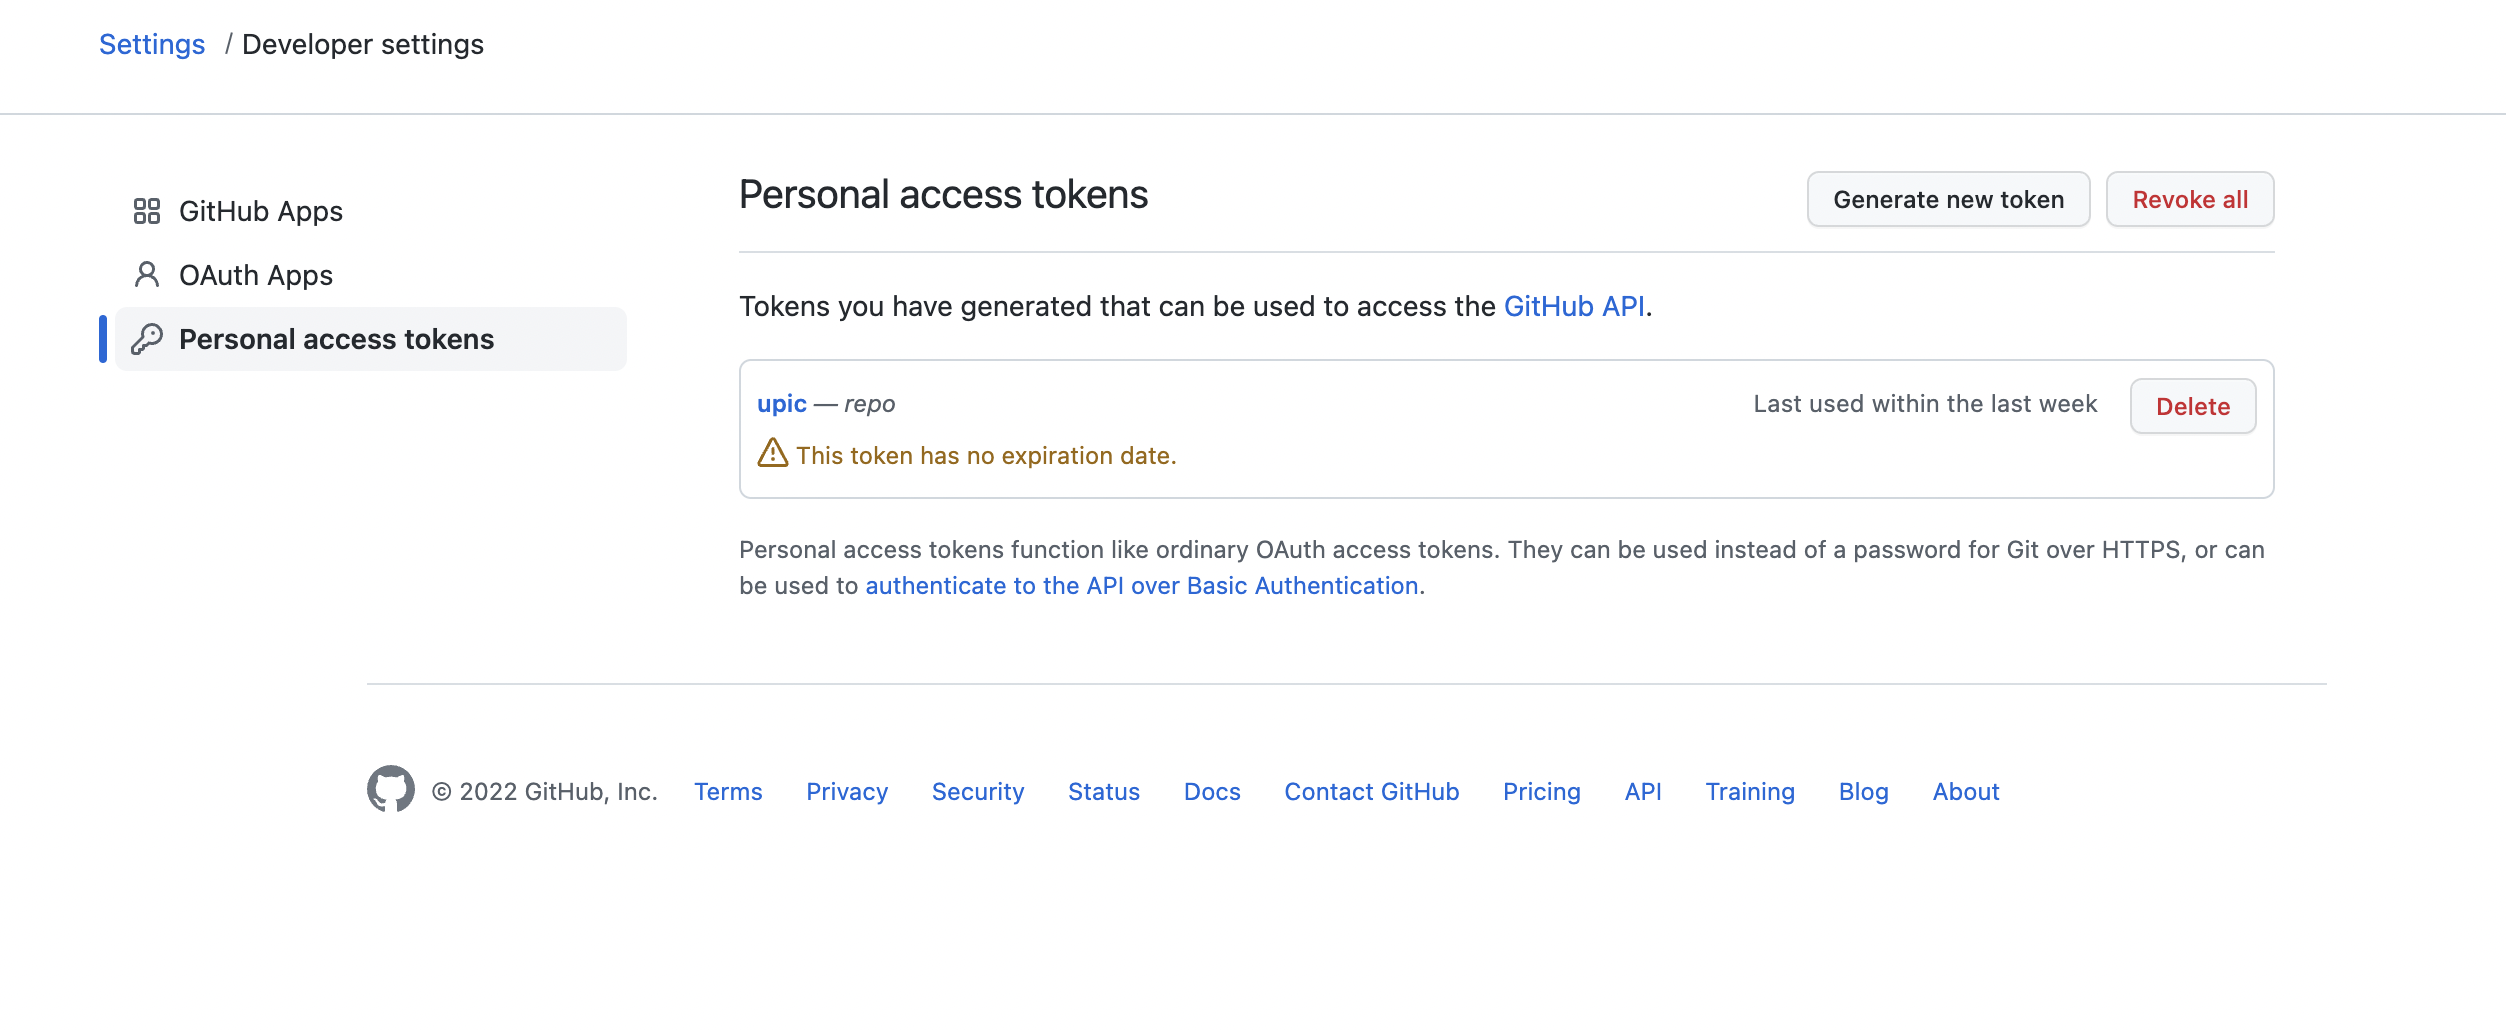 Settings / Developer settings
GitHub Apps
OAuth Apps
Personal access tokens
Personal access tokens
Generate new token
Revoke all
Tokens you have generated that can be used to access the GitHub API.
upic — repo
Last used within the last week
Delete
This token has no expiration date.
Personal access tokens function like ordinary OAuth access tokens. They can be used instead of a password for Git over HTTPS, or can
be used to authenticate to the API over Basic Authentication.
© 2022 GitHub, Inc. Terms Privacy Security Status Docs Contact GitHub Pricing API Training Blog About